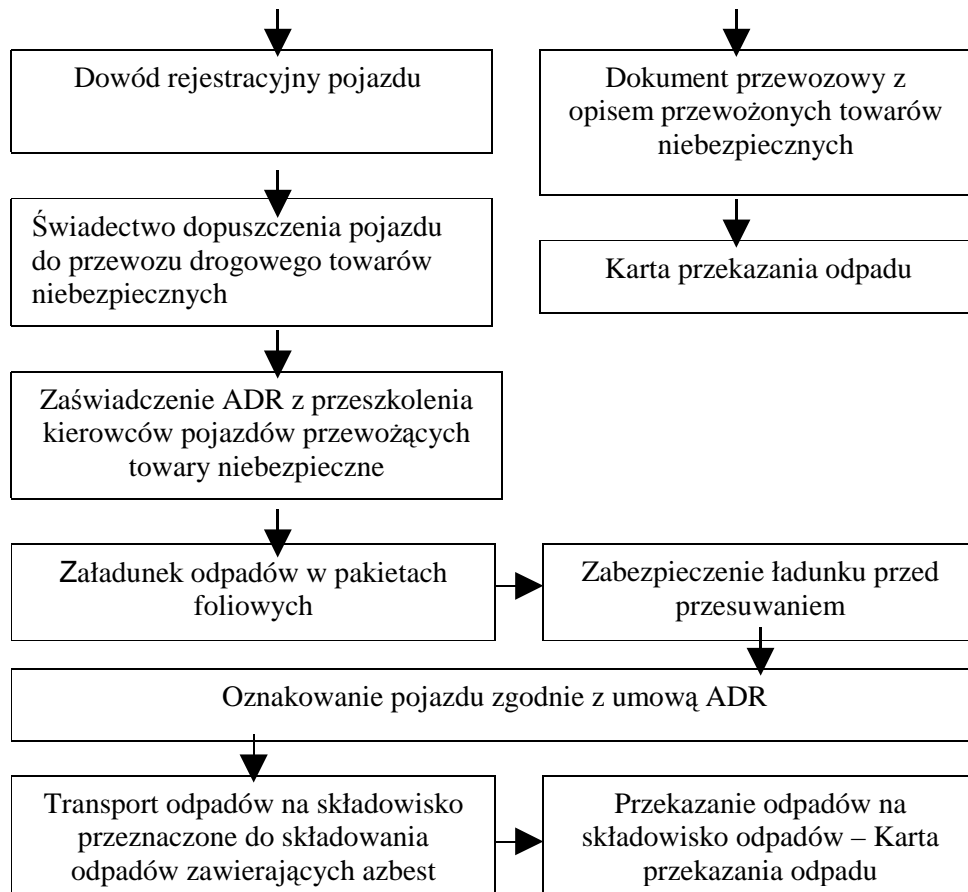 Dowód rejestracyjny pojazdu
Dokument przewozowy z
opisem przewożonych towarów
niebezpiecznych
Świadectwo dopuszczenia pojazdu
do przewozu drogowego towarów
niebezpiecznych
Karta przekazania odpadu
Zaświadczenie ADR z przeszkolenia
kierowców pojazdów przewożących
towary niebezpieczne
Załadunek odpadów w pakietach
foliowych
Zabezpieczenie ładunku przed
przesuwaniem
Oznakowanie pojazdu zgodnie z umową ADR
Transport odpadów na składowisko
przeznaczone do składowania
odpadów zawierających azbest
Przekazanie odpadów na
składowisko odpadów – Karta
przekazania odpadu